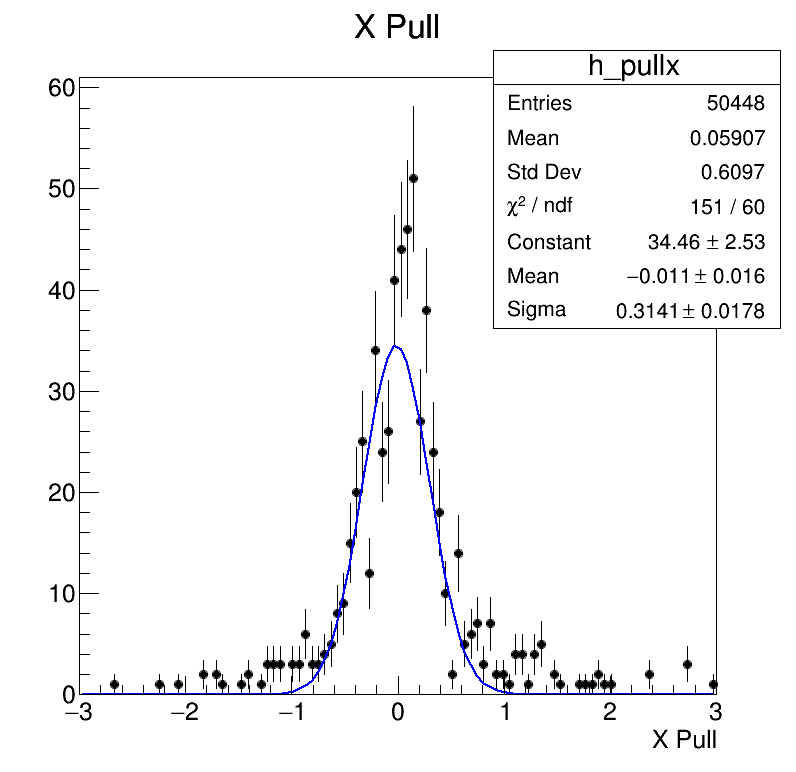 X Pull
h_pullx
Entries 50448
Mean 0.05907
Std Dev 0.6097
χ² / ndf 151 / 60
Constant 34.46 ± 2.53
Mean −0.011 ± 0.016
Sigma 0.3141 ± 0.0178
60
50
40
30
20
10
0
−3 −2 −1 0 1 2 3
X Pull